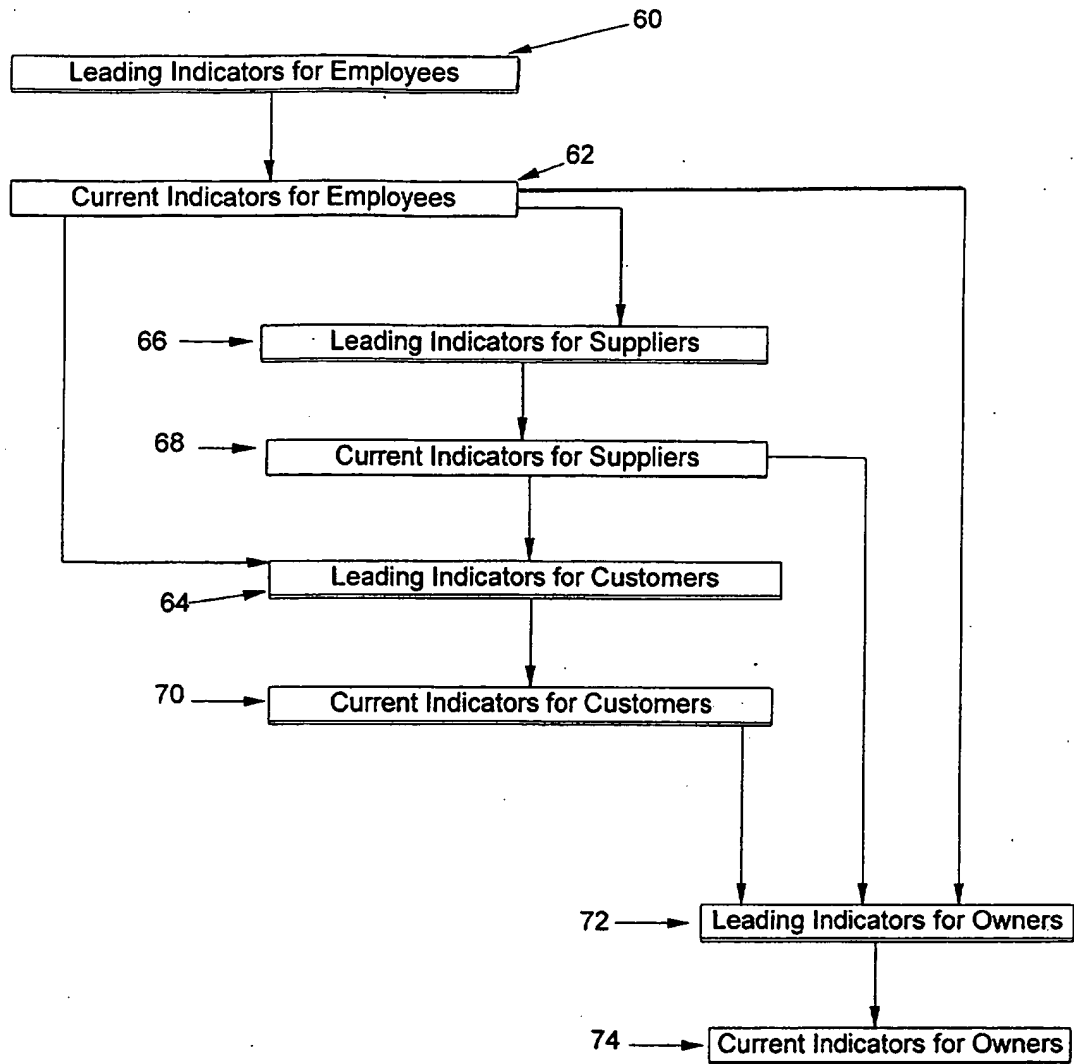 60
Leading Indicators for Employees
62
Current Indicators for Employees
66
Leading Indicators for Suppliers
68
Current Indicators for Suppliers
Leading Indicators for Customers
64
70
Current Indicators for Customers
72
Leading Indicators for Owners
74
Current Indicators for Owners